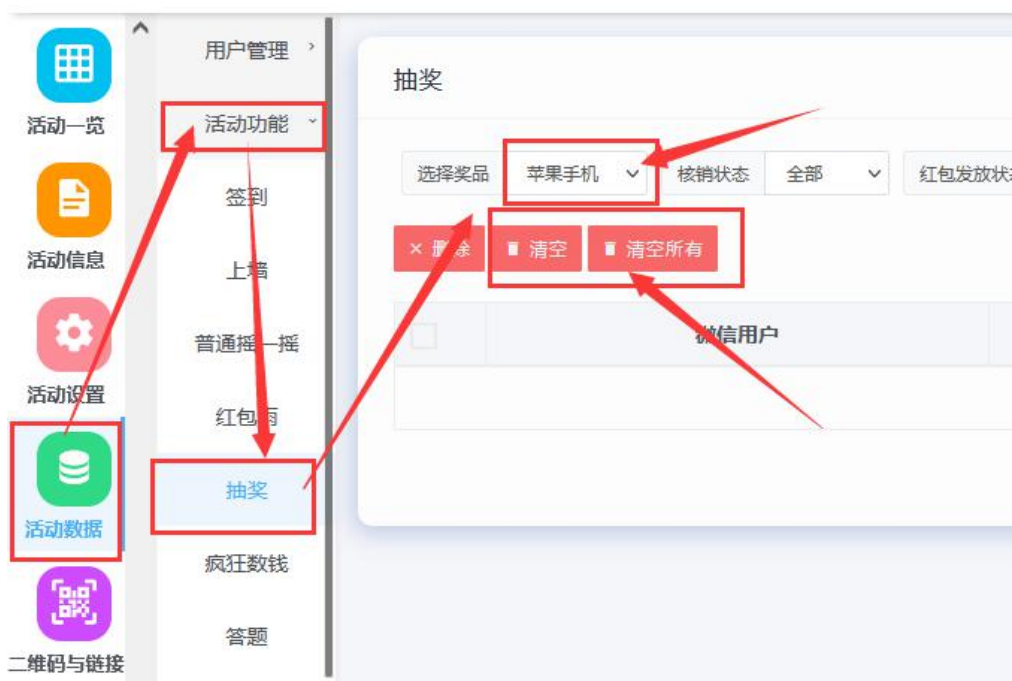 活动一览
活动信息
活动设置
活动数据
二维码与链接
用户管理
活动功能
签到
上墙
普通摇一摇
红包雨
抽奖
疯狂数钱
答题
抽奖
选择奖品 苹果手机 核销状态 全部 红包发放状
删除 清空 清空所有
微信用户